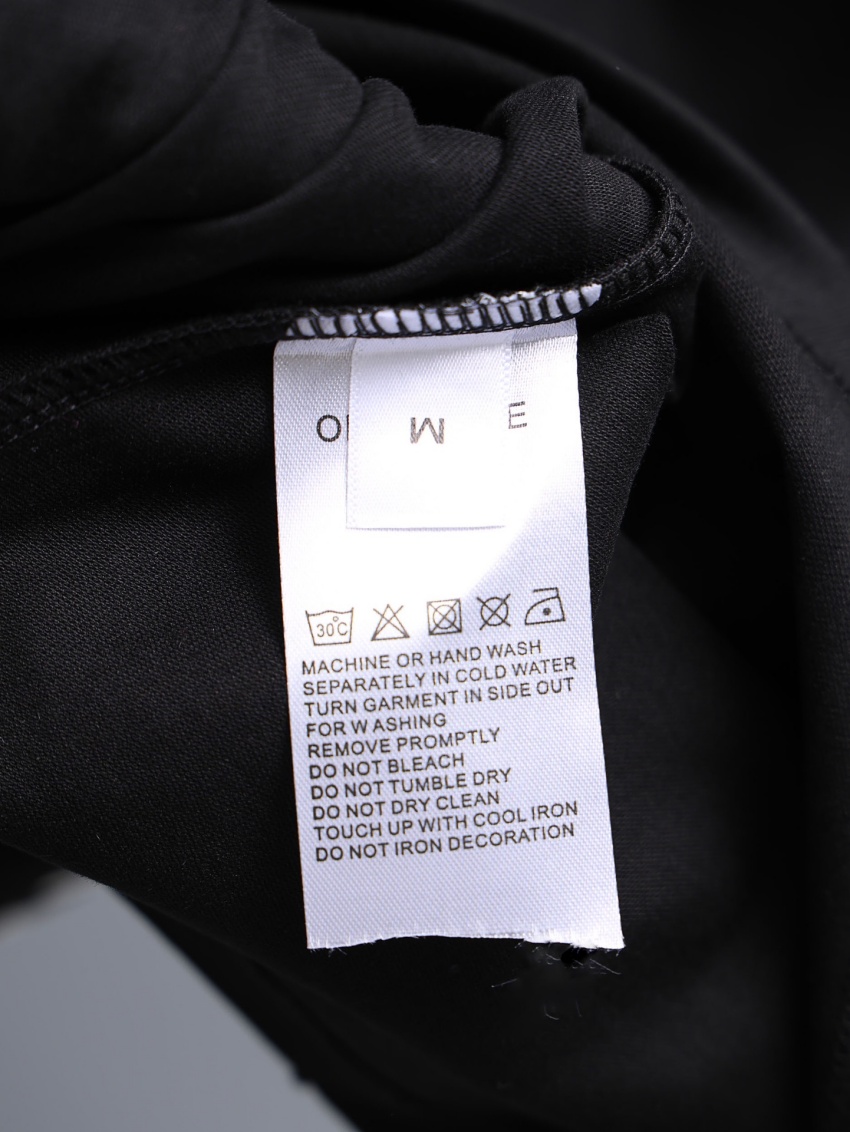 M
30°C
MACHINE OR HAND WASH
SEPARATELY IN COLD WATER
TURN GARMENT IN SIDE OUT
FOR WASHING
REMOVE PROMPTLY
DO NOT BLEACH
DO NOT TUMBLE DRY
DO NOT DRY CLEAN
TOUCH UP WITH COOL IRON
DO NOT IRON DECORATION